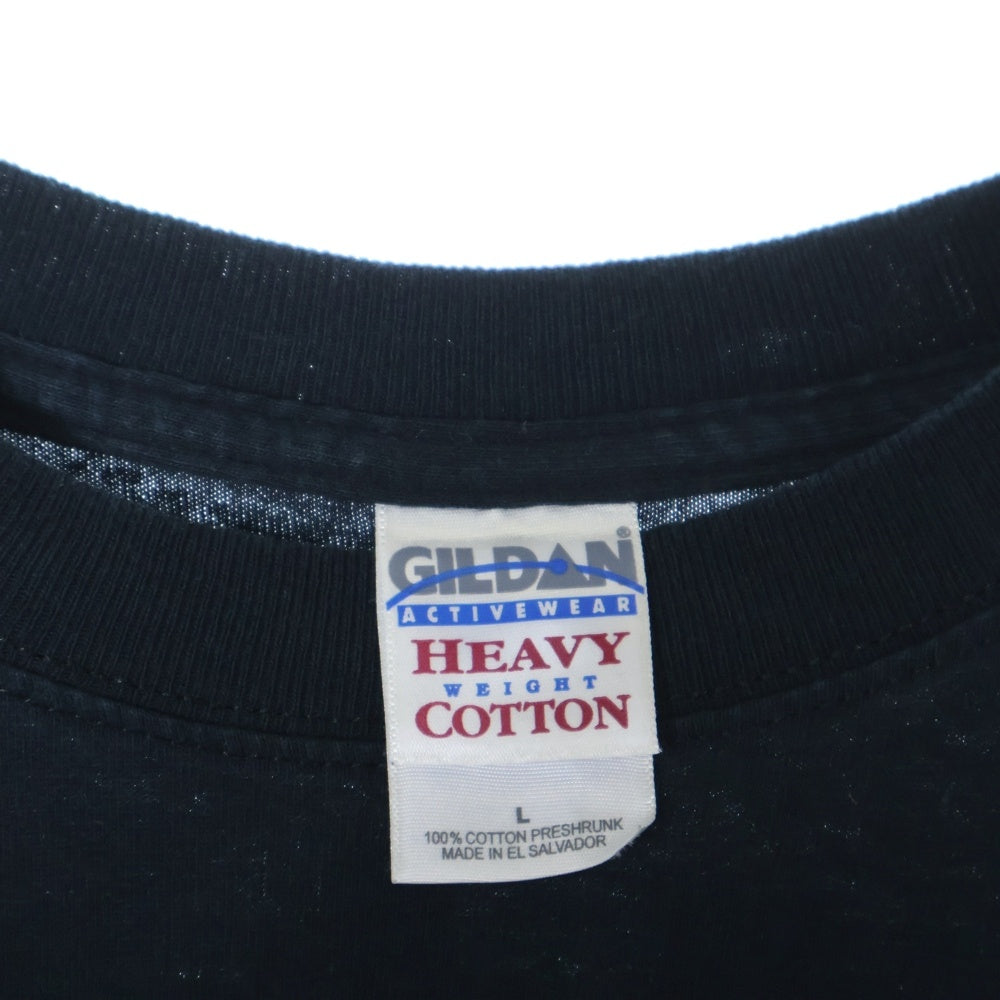 GILDAN®
ACTIVEWEAR
HEAVY
WEIGHT
COTTON
L
100% COTTON PRESHRUNK
MADE IN EL SALVADOR